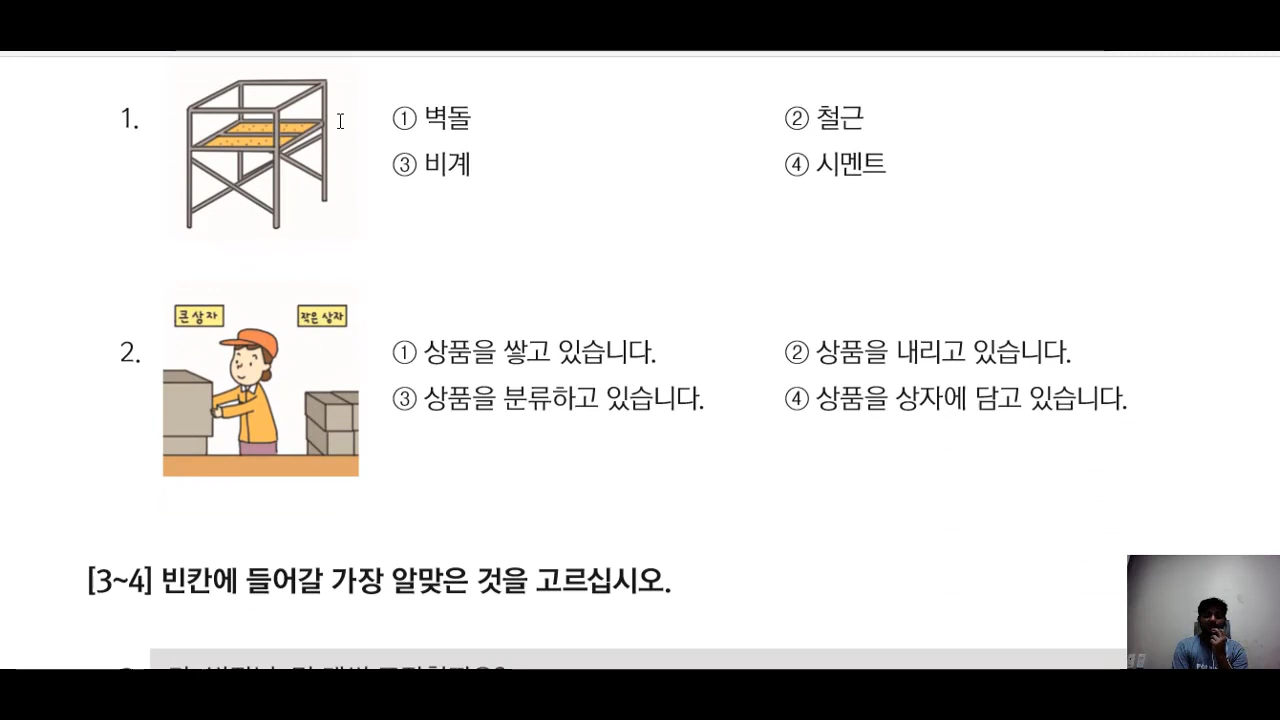 1.
① 벽돌
② 철근
③ 비계
④ 시멘트
큰 상자
작은 상자
2.
① 상품을 쌓고 있습니다.
② 상품을 내리고 있습니다.
③ 상품을 분류하고 있습니다.
④ 상품을 상자에 담고 있습니다.
[3~4] 빈칸에 들어갈 가장 알맞은 것을 고르십시오.